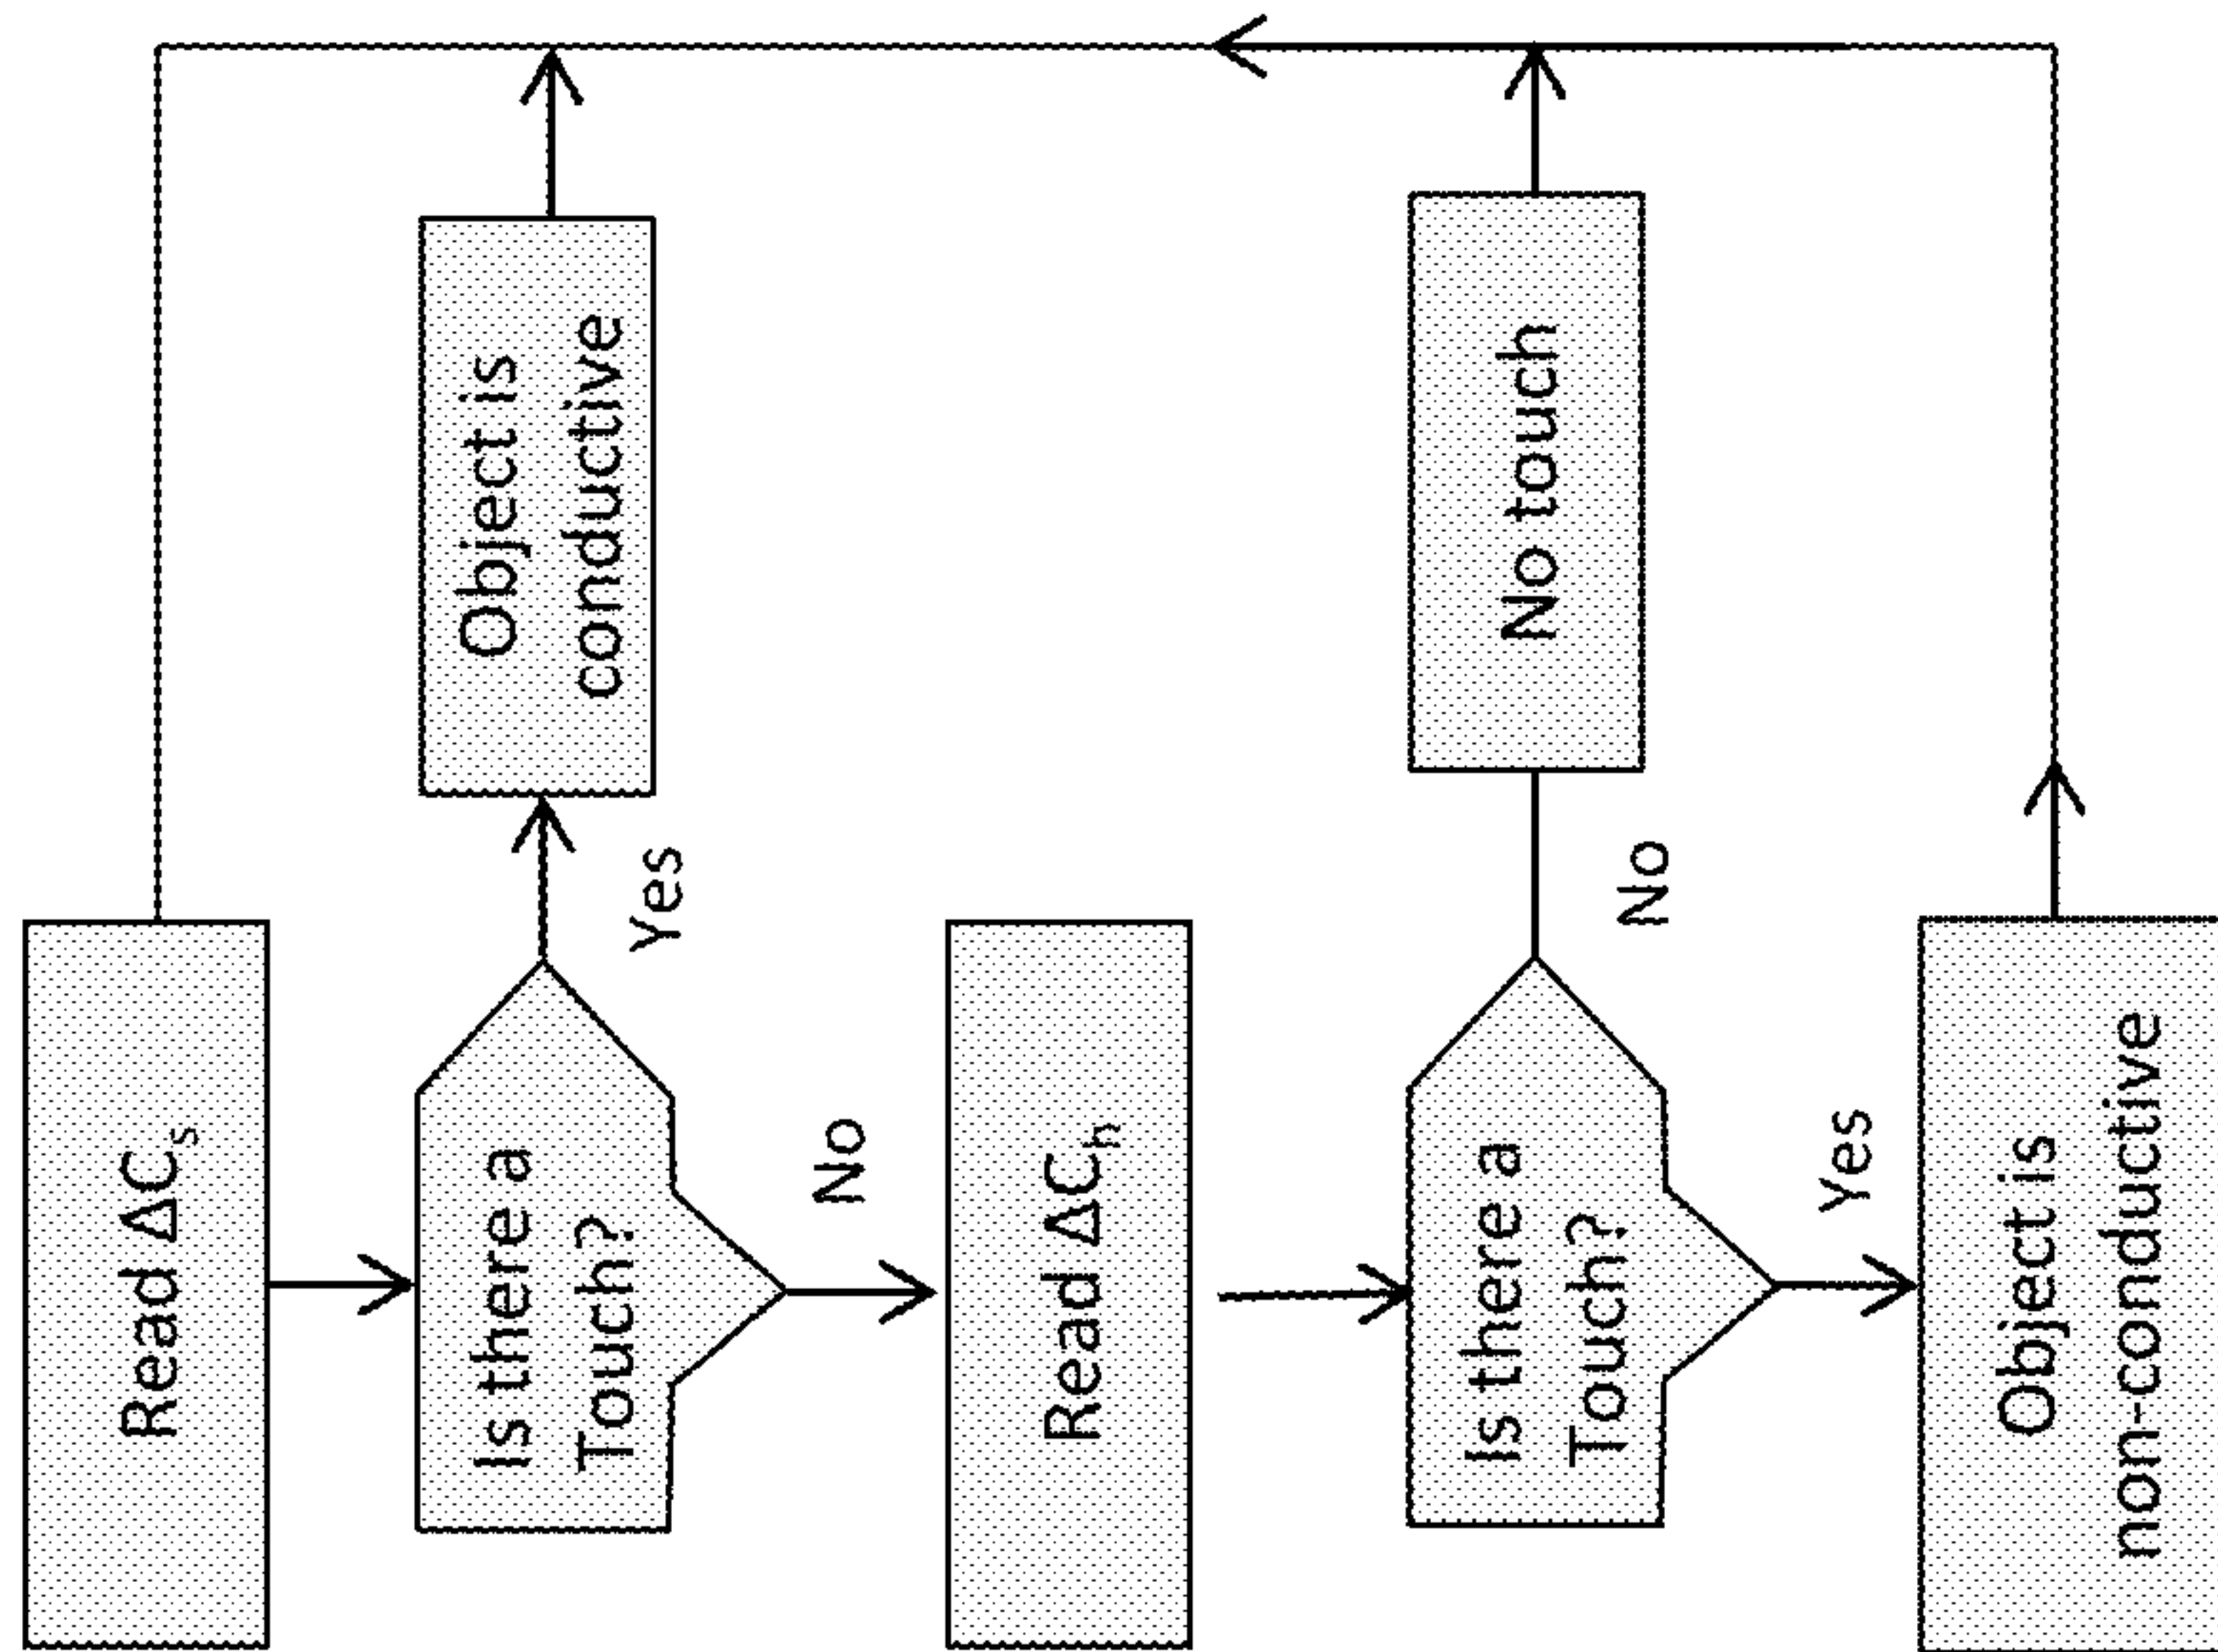 Read ΔCs
Is there a
Touch?
Yes
Object is
conductive
No
Read ΔCh
Is there a
Touch?
No
No touch
Yes
Object is
non-conductive